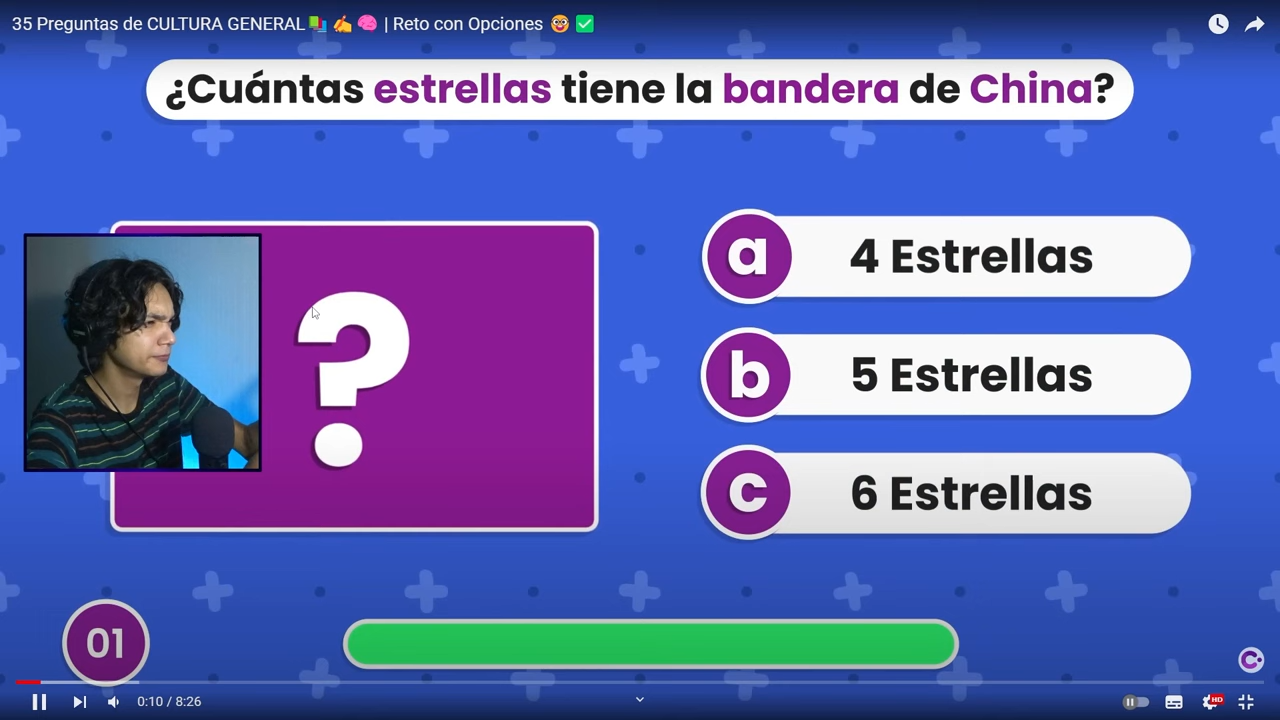 35 Preguntas de CULTURA GENERAL📚✍️🧠 | Reto con Opciones 🤓 ✅
¿Cuántas estrellas tiene la bandera de China?
?
a 4 Estrellas
b 5 Estrellas
c 6 Estrellas
01
C
0:10 / 8:26
HD